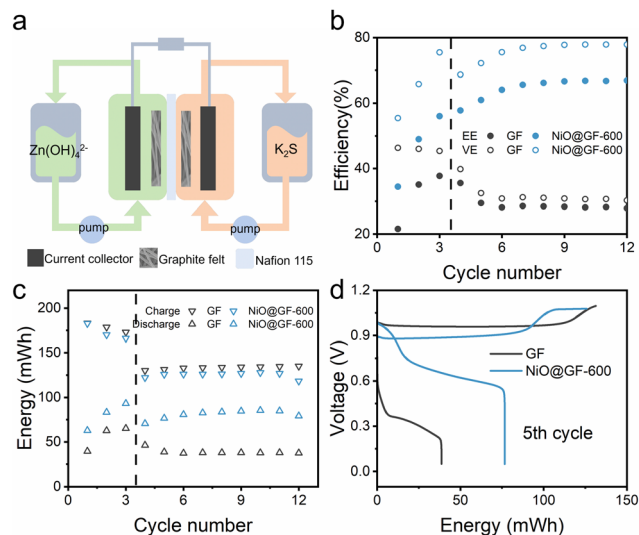 a
Zn(OH)₄²⁻
K₂S
pump
pump
Current collector
Graphite felt
Nafion 115
b
Efficiency(%)
80
60
40
20
EE GF NiO@GF-600
VE GF NiO@GF-600
0 3 6 9 12
Cycle number
c
Energy (mWh)
200
150
100
50
0
Charge GF NiO@GF-600
Discharge GF NiO@GF-600
0 3 6 9 12
Cycle number
d
Voltage (V)
1.2
0.9
0.6
0.3
0.0
GF
NiO@GF-600
5th cycle
0 50 100 150
Energy (mWh)